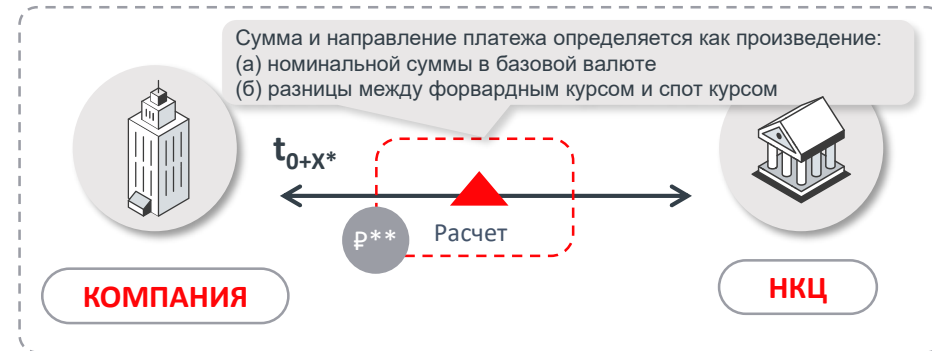 Сумма и направление платежа определяется как произведение:
(а) номинальной суммы в базовой валюте
(б) разницы между форвардным курсом и спот курсом
t0+X*
₽**
Расчет
КОМПАНИЯ
НКЦ